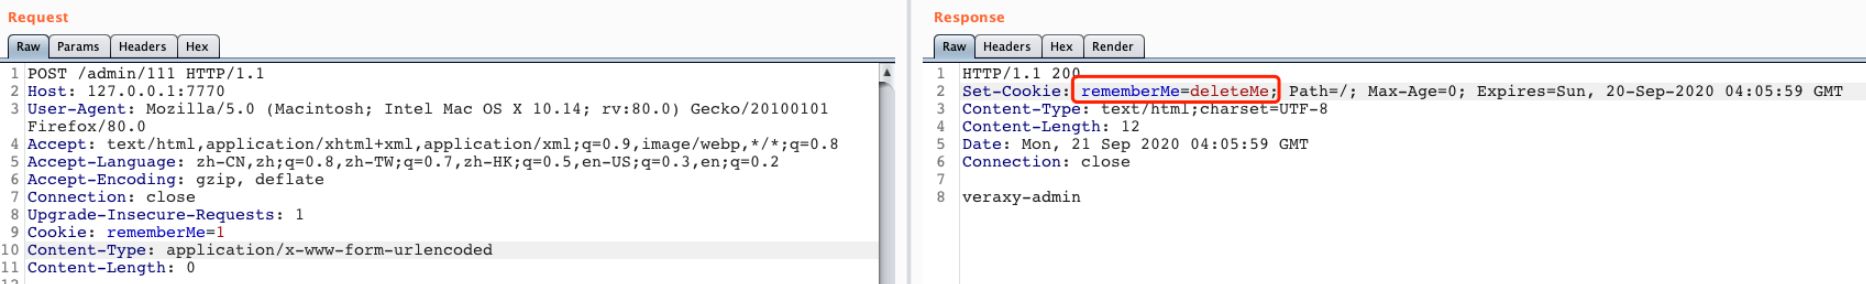 Request
Raw Params Headers Hex
1 POST /admin/111 HTTP/1.1
2 Host: 127.0.0.1:7770
3 User-Agent: Mozilla/5.0 (Macintosh; Intel Mac OS X 10.14; rv:80.0) Gecko/20100101
Firefox/80.0
4 Accept: text/html,application/xhtml+xml,application/xml;q=0.9,image/webp,*/*;q=0.8
5 Accept-Language: zh-CN,zh;q=0.8,zh-TW;q=0.7,zh-HK;q=0.5,en-US;q=0.3,en;q=0.2
6 Accept-Encoding: gzip, deflate
7 Connection: close
8 Upgrade-Insecure-Requests: 1
9 Cookie: rememberMe=1
10 Content-Type: application/x-www-form-urlencoded
11 Content-Length: 0
Response
Raw Headers Hex Render
1 HTTP/1.1 200
2 Set-Cookie: rememberMe=deleteMe; Path=/; Max-Age=0; Expires=Sun, 20-Sep-2020 04:05:59 GMT
3 Content-Type: text/html;charset=UTF-8
4 Content-Length: 12
5 Date: Mon, 21 Sep 2020 04:05:59 GMT
6 Connection: close
7
8 veraxy-admin